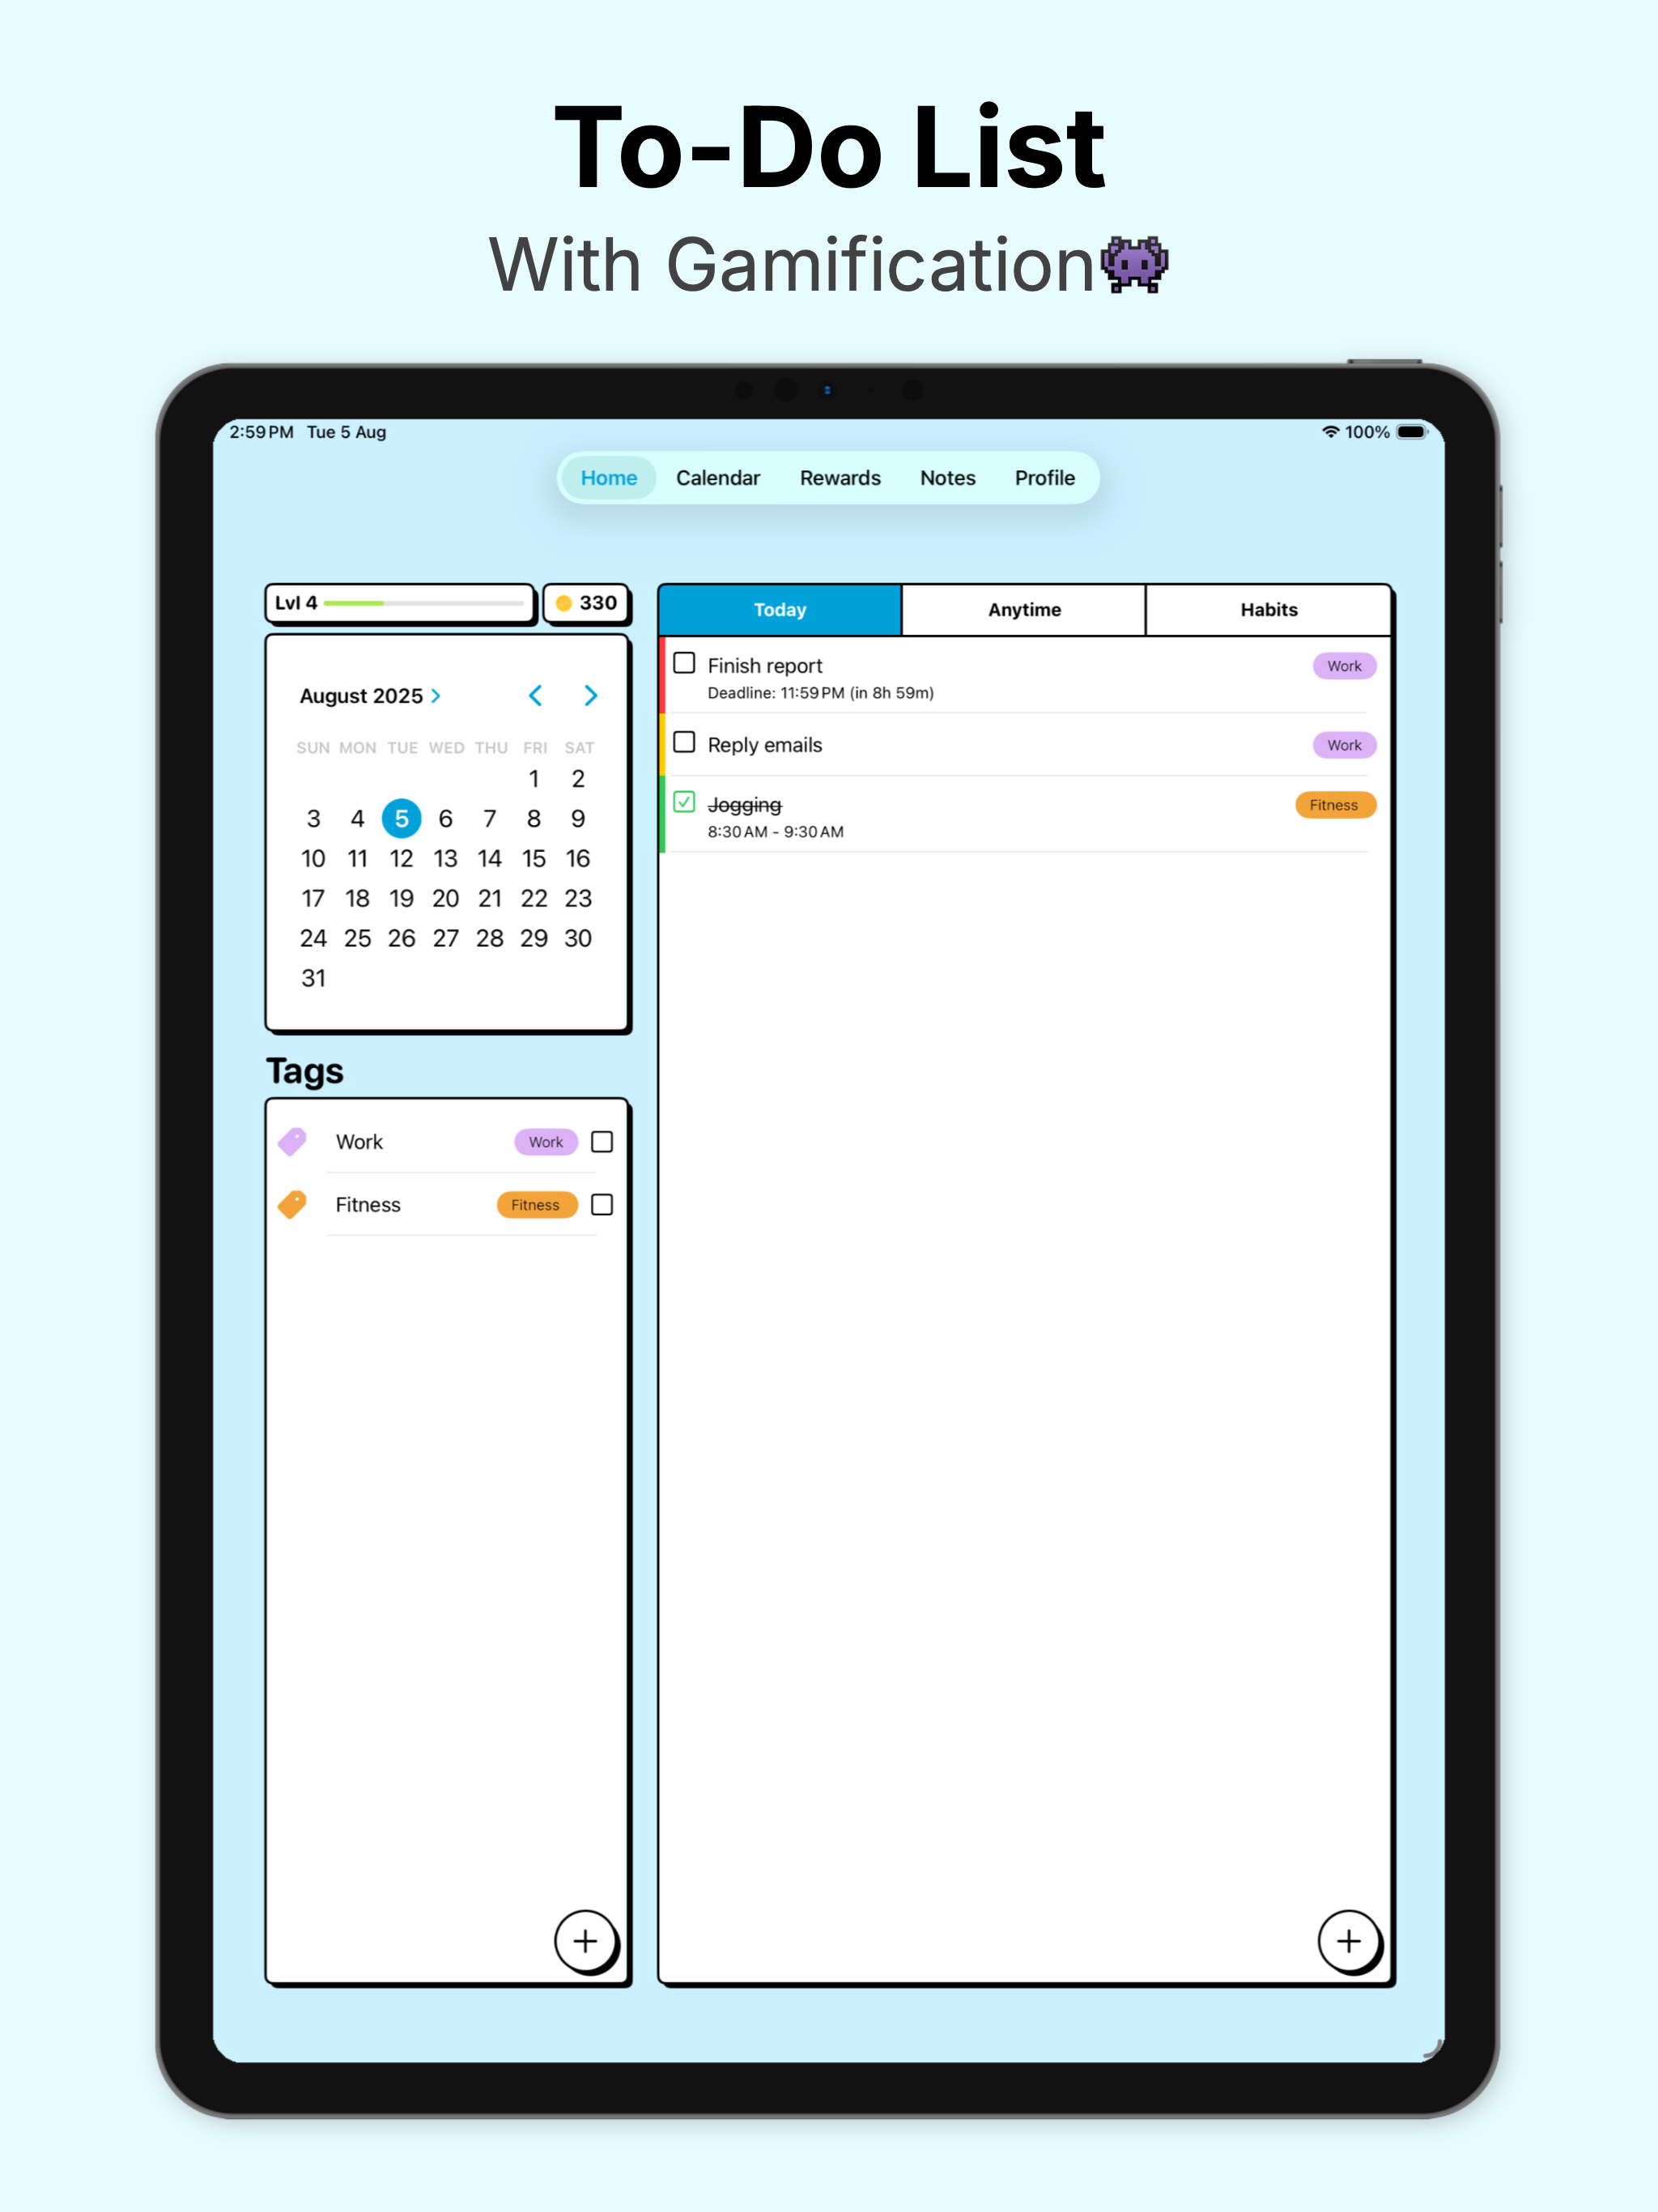 To-Do List
With Gamification👾
2:59 PM Tue 5 Aug
100%
Home Calendar Rewards Notes Profile
Lvl 4
330
August 2025
SUN MON TUE WED THU FRI SAT
1 2
3 4 5 6 7 8 9
10 11 12 13 14 15 16
17 18 19 20 21 22 23
24 25 26 27 28 29 30
31
Tags
Work Work
Fitness Fitness
Today Anytime Habits
Finish report Work
Deadline: 11:59 PM (in 8h 59m)
Reply emails Work
Jogging Fitness
8:30 AM - 9:30 AM